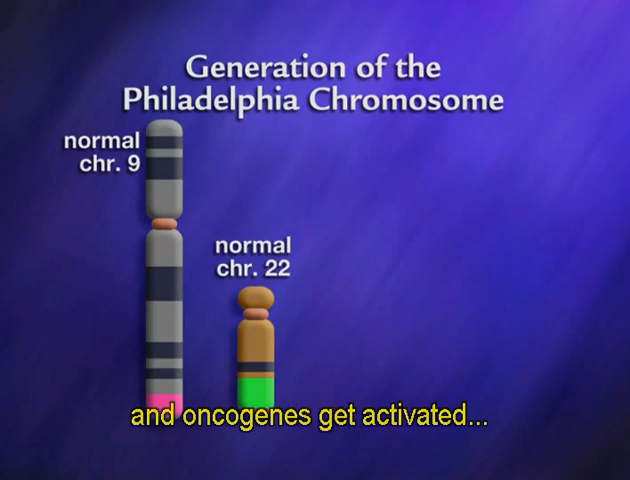 Generation of the
Philadelphia Chromosome
normal
chr. 9
normal
chr. 22
and oncogenes get activated...